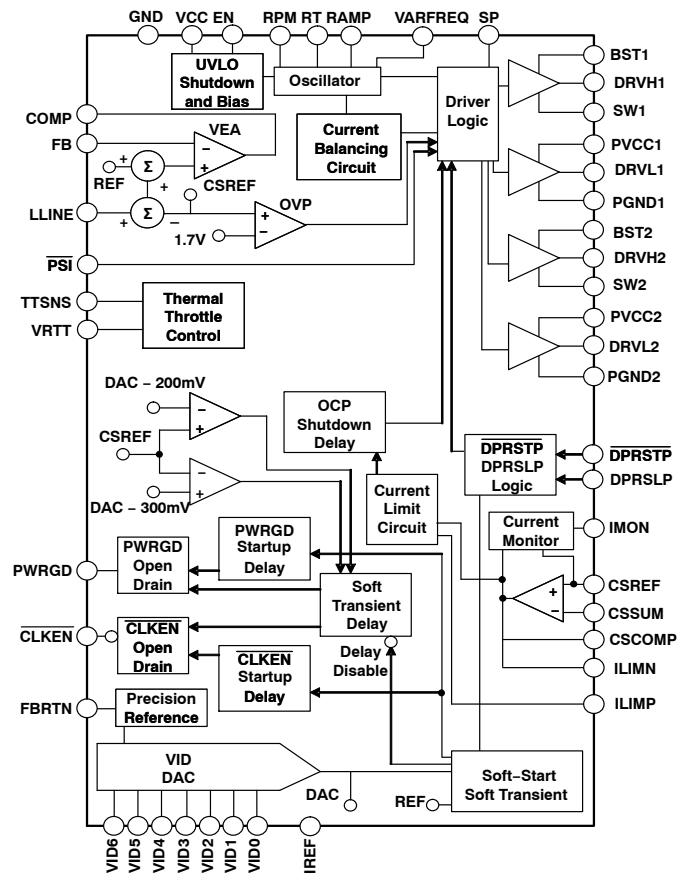 GND VCC EN RPM RT RAMP VARFREQ SP
UVLO
Shutdown
and Bias
Oscillator
Driver
Logic
BST1
DRVH1
SW1
COMP
FB
VEA
−
+
Current
Balancing
Circuit
PVCC1
DRVL1
PGND1
REF
+
Σ
+
LLINE
+
Σ
−
CSREF
OVP
+
−
1.7V
BST2
DRVH2
SW2
PSI
TTSNS
VRTT
Thermal
Throttle
Control
PVCC2
DRVL2
PGND2
DAC − 200mV
−
+
CSREF
−
+
DAC − 300mV
OCP
Shutdown
Delay
DPRSTP
DPRSLP
Logic
DPRSTP
DPRSLP
Current
Limit
Circuit
Current
Monitor
IMON
PWRGD
PWRGD
Open
Drain
PWRGD
Startup
Delay
Soft
Transient
Delay
+
−
CSREF
CSSUM
CSCOMP
ILIMN
ILIMP
CLKEN
CLKEN
Open
Drain
CLKEN
Startup
Delay
Delay
Disable
FBRTN
Precision
Reference
VID
DAC
DAC
REF
Soft−Start
Soft Transient
VID6
VID5
VID4
VID3
VID2
VID1
VID0
IREF